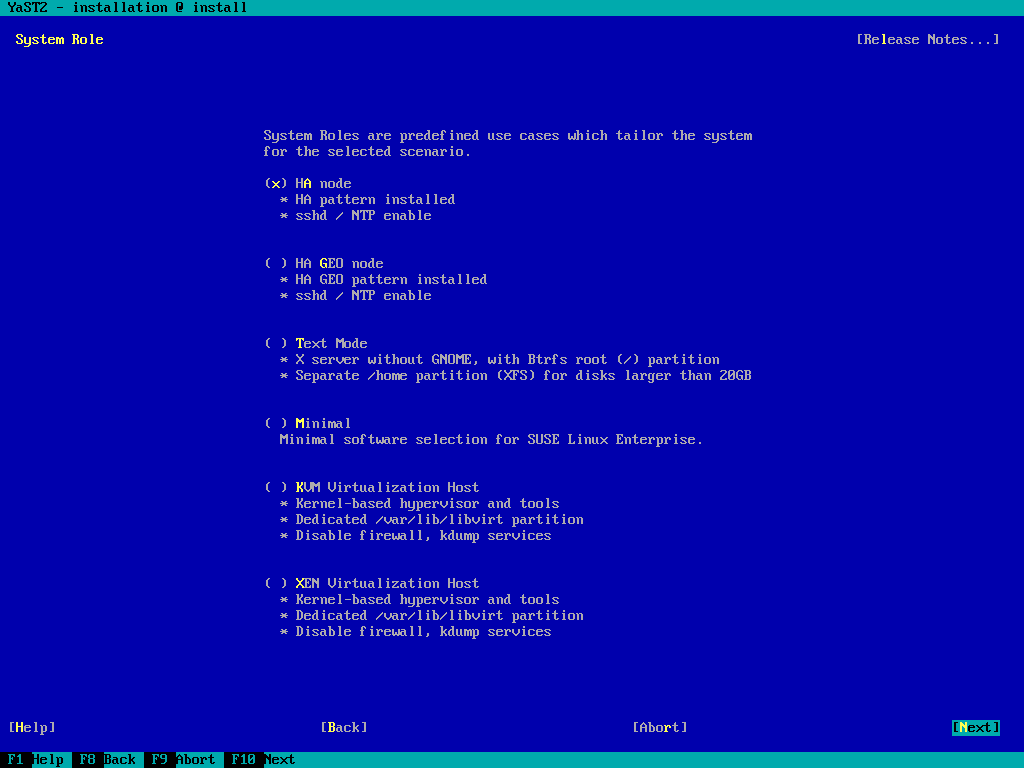 YaST2 - installation @ install
System Role [Release Notes...]
System Roles are predefined use cases which tailor the system
for the selected scenario.
(x) HA node
* HA pattern installed
* sshd / NTP enable
( ) HA GEO node
* HA GEO pattern installed
* sshd / NTP enable
( ) Text Mode
* X server without GNOME, with Btrfs root (/) partition
* Separate /home partition (XFS) for disks larger than 20GB
( ) Minimal
Minimal software selection for SUSE Linux Enterprise.
( ) KVM Virtualization Host
* Kernel-based hypervisor and tools
* Dedicated /var/lib/libvirt partition
* Disable firewall, kdump services
( ) XEN Virtualization Host
* Kernel-based hypervisor and tools
* Dedicated /var/lib/libvirt partition
* Disable firewall, kdump services
[Help] [Back] [Abort] [Next]
F1 Help F8 Back F9 Abort F10 Next